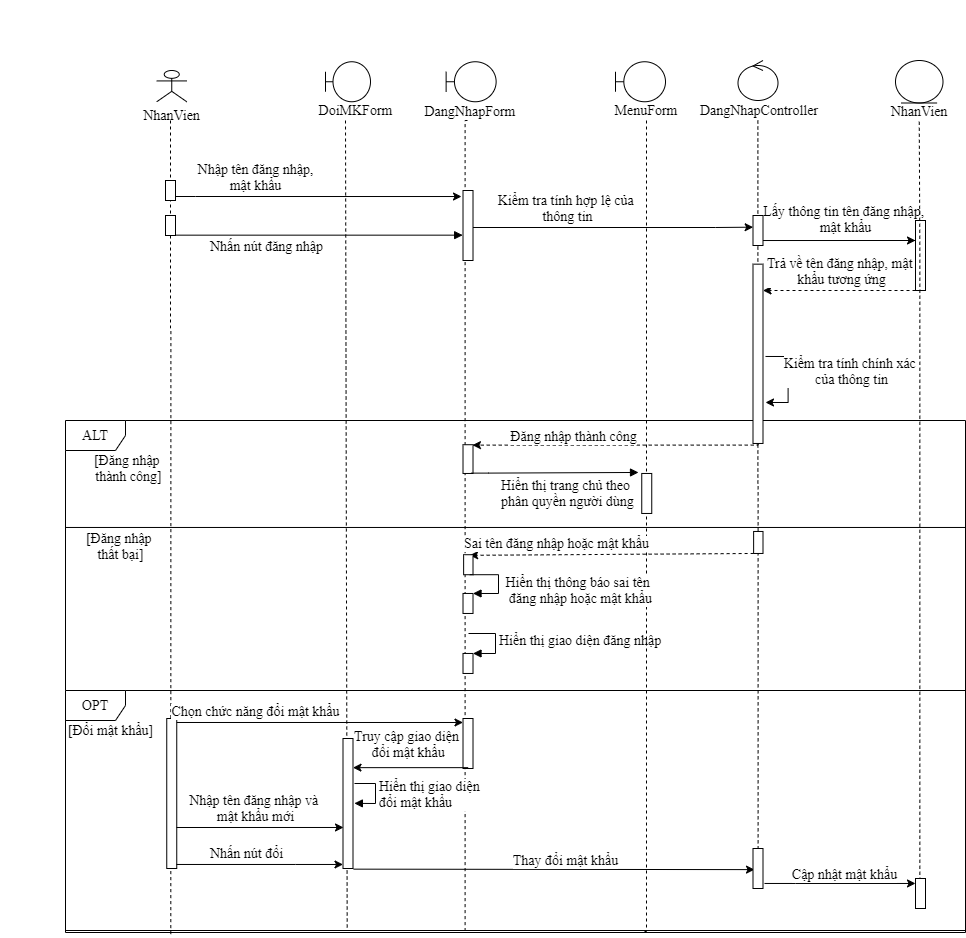 NhanVien
DoiMKForm
DangNhapForm
MenuForm
DangNhapController
NhanVien
Nhập tên đăng nhập,
mật khẩu
Kiểm tra tính hợp lệ của
thông tin
Lấy thông tin tên đăng nhập,
mật khẩu
Nhấn nút đăng nhập
Trả về tên đăng nhập, mật
khẩu tương ứng
Kiểm tra tính chính xác
của thông tin
ALT
Đăng nhập thành công
[Đăng nhập
thành công]
Hiển thị trang chủ theo
phân quyền người dùng
[Đăng nhập
thất bại]
Sai tên đăng nhập hoặc mật khẩu
Hiển thị thông báo sai tên
đăng nhập hoặc mật khẩu
Hiển thị giao diện đăng nhập
OPT
[Đổi mật khẩu]
Chọn chức năng đổi mật khẩu
Truy cập giao diện
đổi mật khẩu
Hiển thị giao diện
đổi mật khẩu
Nhập tên đăng nhập và
mật khẩu mới
Nhấn nút đổi
Thay đổi mật khẩu
Cập nhật mật khẩu